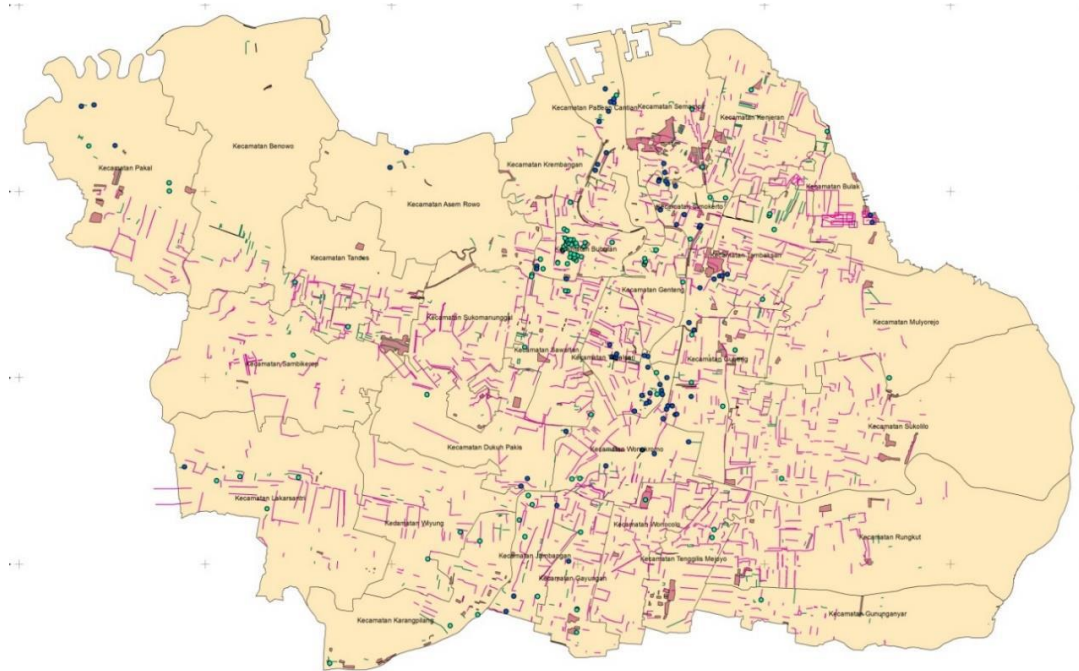 Kecamatan Pabean Cantian
Kecamatan Semampir
Kecamatan Kenjeran
Kecamatan Benowo
Kecamatan Krembangan
Kecamatan Pakal
Kecamatan Bulak
Kecamatan Asem Rowo
Kecamatan Simokerto
Kecamatan Bubutan
Kecamatan Tandes
Kecamatan Tambaksari
Kecamatan Genteng
Kecamatan Sukomanunggal
Kecamatan Mulyorejo
Kecamatan Sawahan
Kecamatan Tegalsari
Kecamatan Gubeng
Kecamatan Sambikerep
Kecamatan Sukolilo
Kecamatan Dukuh Pakis
Kecamatan Wonokromo
Kecamatan Lakarsantri
Kecamatan Wiyung
Kecamatan Wonocolo
Kecamatan Rungkut
Kecamatan Jambangan
Kecamatan Tenggilis Mejoyo
Kecamatan Gayungan
Kecamatan Gununganyar
Kecamatan Karangpilang